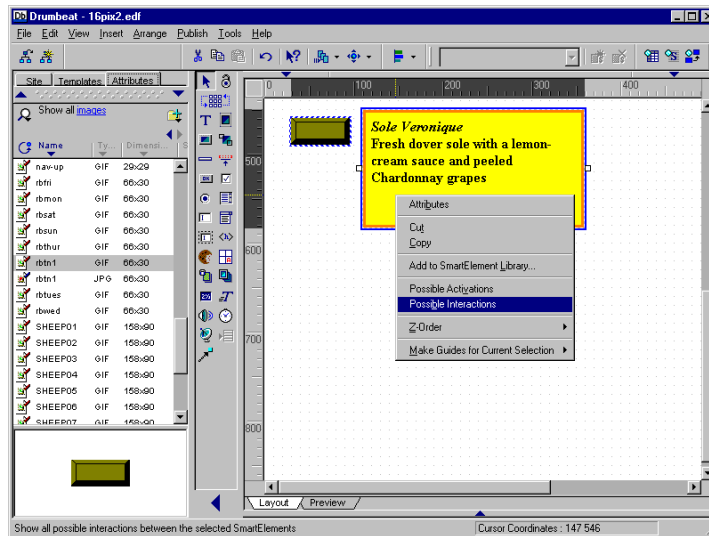 Drumbeat - 16pix2.edf
File Edit View Insert Arrange Publish Tools Help
Site Templates Attributes
Show all images
Name Ty... Dimensi... S
nav-up GIF 29x29
rbfri GIF 66x30
rbmon GIF 66x30
rbsat GIF 66x30
rbsun GIF 66x30
rbthur GIF 66x30
rbtn1 GIF 66x30
rbtn1 JPG 66x30
rbtues GIF 66x30
rbwed GIF 66x30
SHEEP01 GIF 158x90
SHEEP02 GIF 158x90
SHEEP03 GIF 158x90
SHEEP04 GIF 158x90
SHEEP05 GIF 158x90
SHEEP06 GIF 158x90
SHEEP07 GIF 158x90
0 100 200 300 400
500
600
700
800
Sole Veronique
Fresh dover sole with a lemon-
cream sauce and peeled
Chardonnay grapes
Attributes
Cut
Copy
Add to SmartElement Library...
Possible Activations
Possible Interactions
Z-Order
Make Guides for Current Selection
Layout Preview
Show all possible interactions between the selected SmartElements
Cursor Coordinates : 147 546